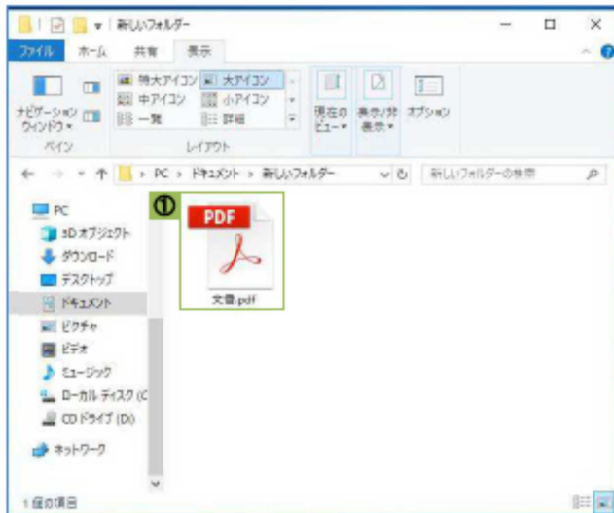 新しいフォルダー
ファイル ホーム 共有 表示
特大アイコン 大アイコン
中アイコン 小アイコン
一覧 詳細
ナビゲーション
ウィンドウ
現在の
ビュー
表示/非
表示
オプション
ペイン レイアウト
PC › ドキュメント › 新しいフォルダー
新しいフォルダーの検索
PC
3D オブジェクト
ダウンロード
デスクトップ
ドキュメント
ピクチャ
ビデオ
ミュージック
ローカル ディスク (C
CD ドライブ (D:)
ネットワーク
①
PDF
文書.pdf
1 個の項目